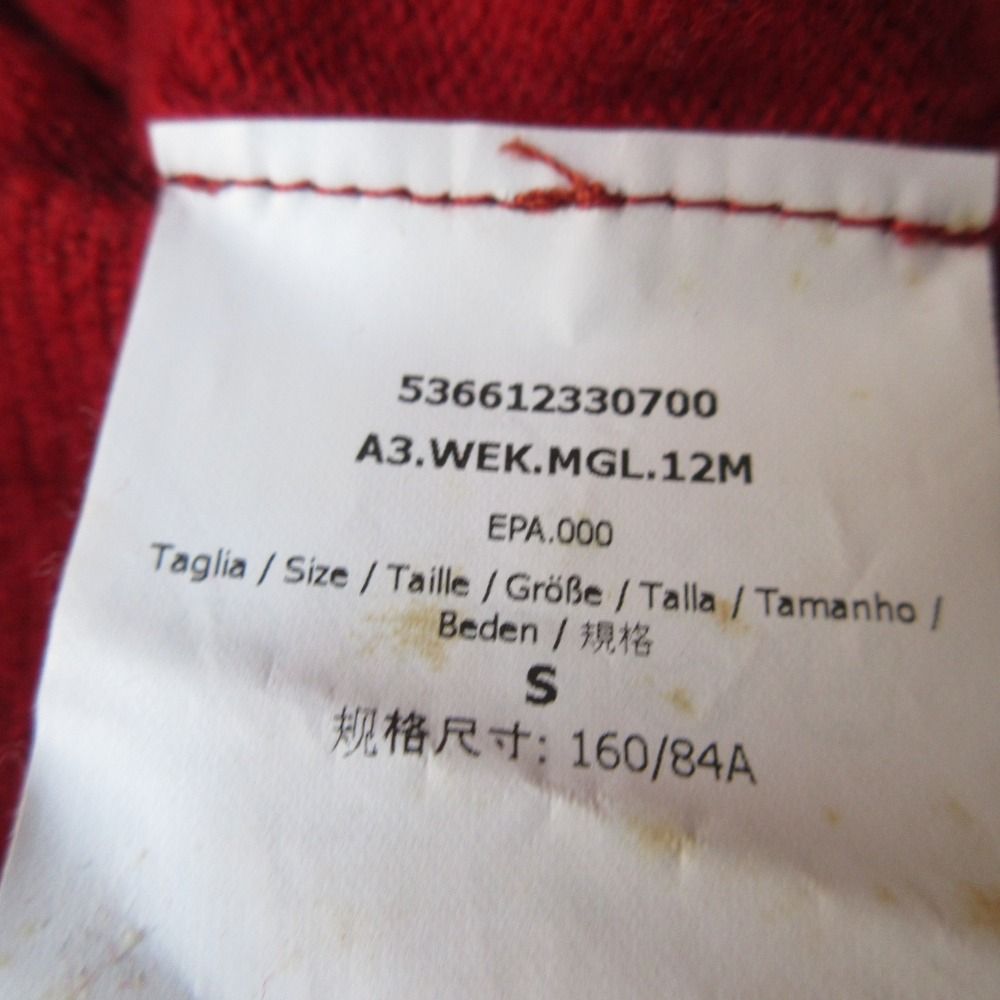 536612330700
A3.WEK.MGL.12M
EPA.000
Taglia / Size / Taille / Größe / Talla / Tamanho /
Beden / 規格
S
规格尺寸: 160/84A